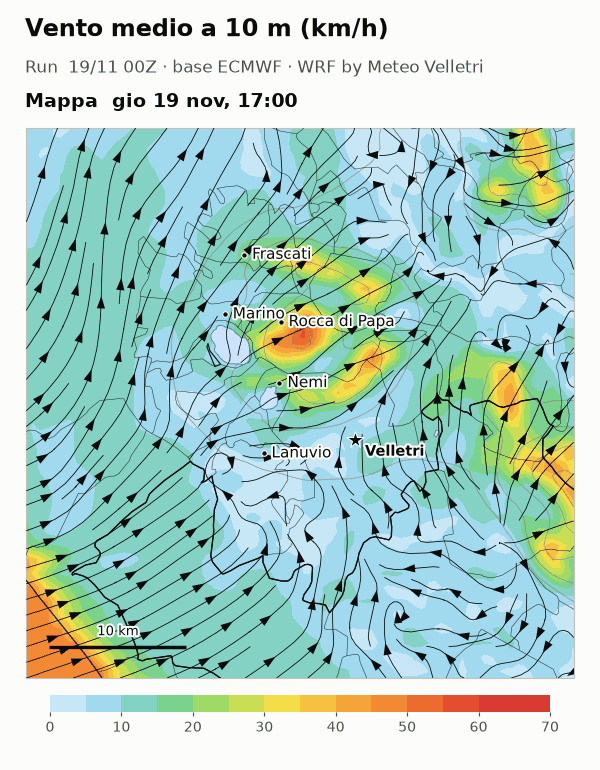 Vento medio a 10 m (km/h)
Run 19/11 00Z · base ECMWF · WRF by Meteo Velletri
Mappa gio 19 nov, 17:00
Frascati
Marino
Rocca di Papa
Nemi
Lanuvio
Velletri
10 km
0 10 20 30 40 50 60 70